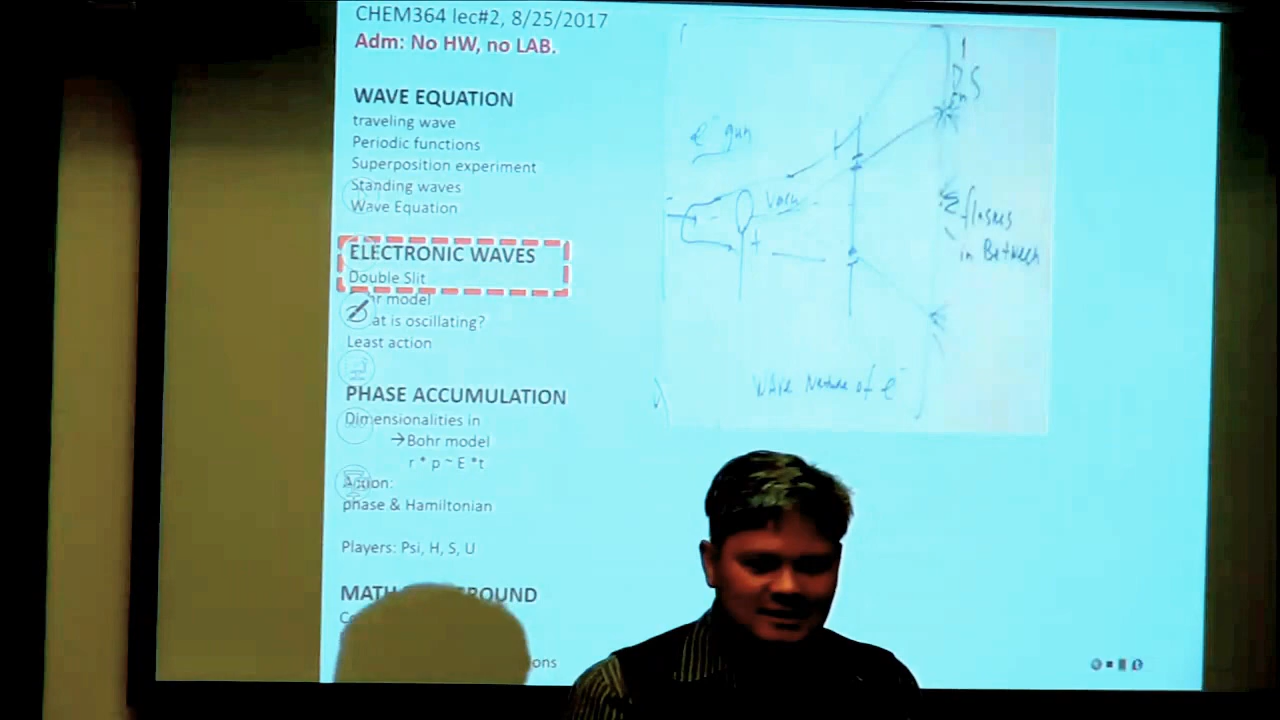 CHEM364 lec#2, 8/25/2017
Adm: No HW, no LAB.
WAVE EQUATION
traveling wave
Periodic functions
Superposition experiment
Standing waves
Wave Equation
ELECTRONIC WAVES
Double Slit
model
is oscillating?
Least action
PHASE ACCUMULATION
Dimensionalities in
→Bohr model
r * p ~ E *t
Action:
phase & Hamiltonian
Players: Psi, H, S, U
MATH
e⁻ gun
+
+
flashes
in Between
Wave Nature of e⁻